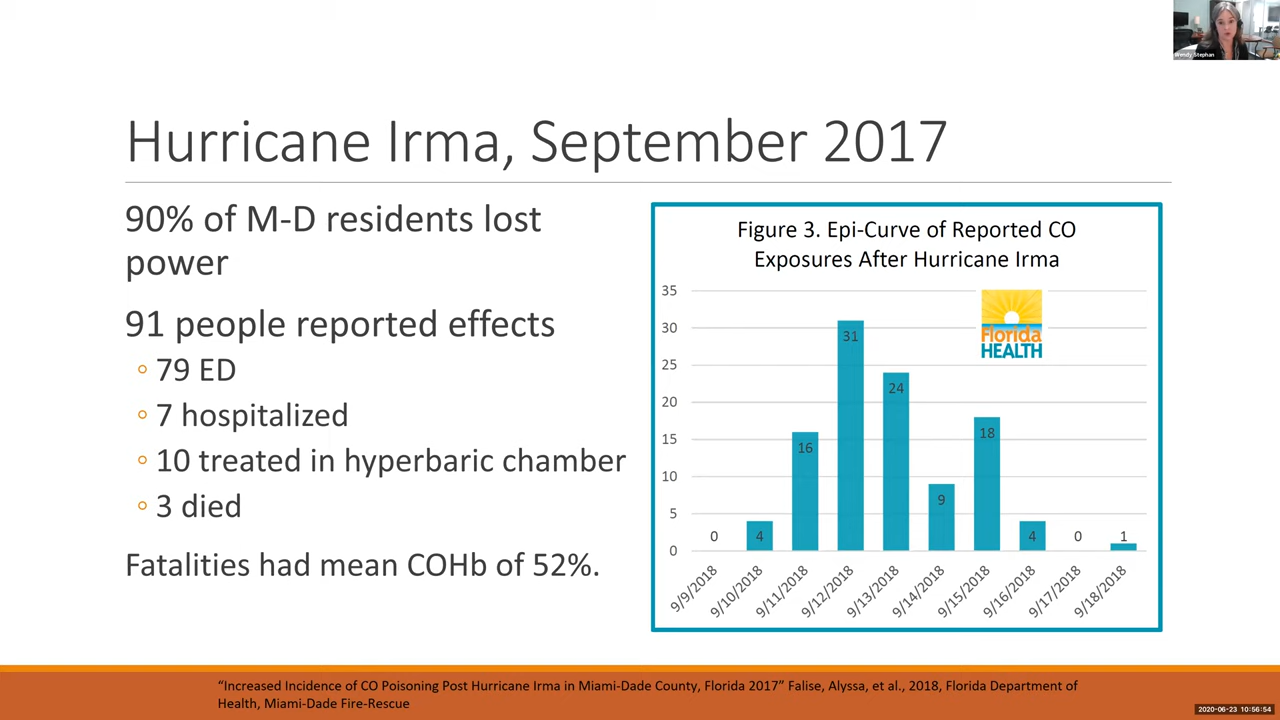 Wendy Stephan
Hurricane Irma, September 2017
90% of M-D residents lost
power
91 people reported effects
◦ 79 ED
◦ 7 hospitalized
◦ 10 treated in hyperbaric chamber
◦ 3 died
Fatalities had mean COHb of 52%.
Figure 3. Epi-Curve of Reported CO
Exposures After Hurricane Irma
35
30
25
20
15
10
5
0
Florida
HEALTH
0
4
16
31
24
9
18
4
0
1
9/9/2018
9/10/2018
9/11/2018
9/12/2018
9/13/2018
9/14/2018
9/15/2018
9/16/2018
9/17/2018
9/18/2018
“Increased Incidence of CO Poisoning Post Hurricane Irma in Miami-Dade County, Florida 2017” Falise, Alyssa, et al., 2018, Florida Department of
Health, Miami-Dade Fire-Rescue
2020-06-23 10:56:54